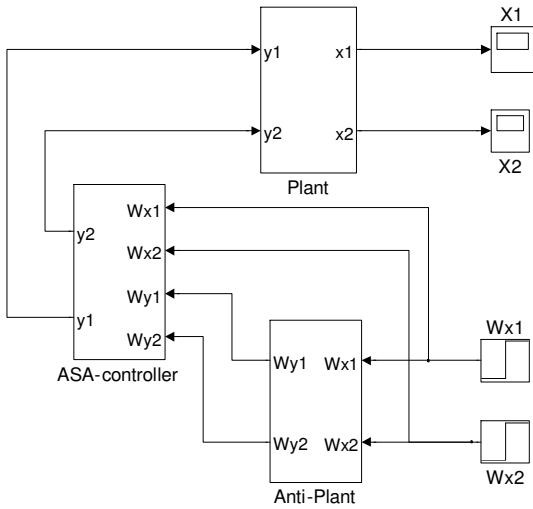 X1
y1 x1
y2 x2
X2
Plant
Wx1
y2
Wx2
Wy1
y1
Wy2
ASA-controller
Wx1
Wy1 Wx1
Wy2 Wx2
Wx2
Anti-Plant